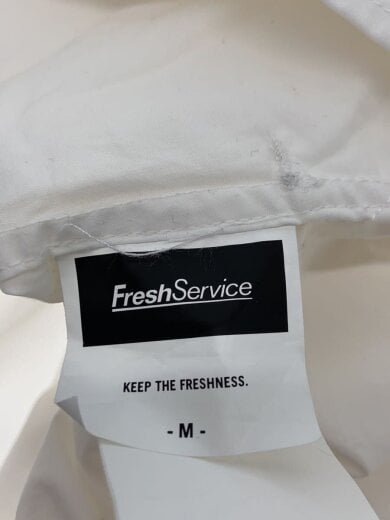 FreshService
KEEP THE FRESHNESS.
- M -